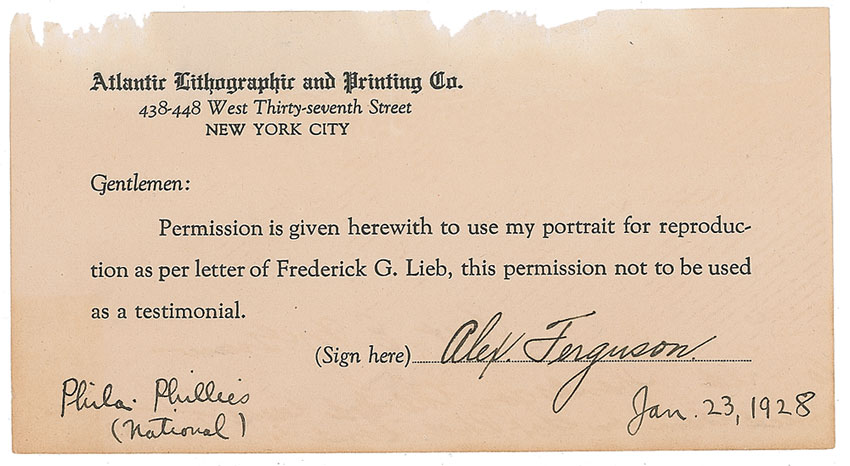 Atlantic Lithographic and Printing Co.
438-448 West Thirty-seventh Street
NEW YORK CITY
Gentlemen:
Permission is given herewith to use my portrait for reproduc-
tion as per letter of Frederick G. Lieb, this permission not to be used
as a testimonial.
(Sign here) Alex. Ferguson.
Phila. Phillies
(National)
Jan. 23, 1928